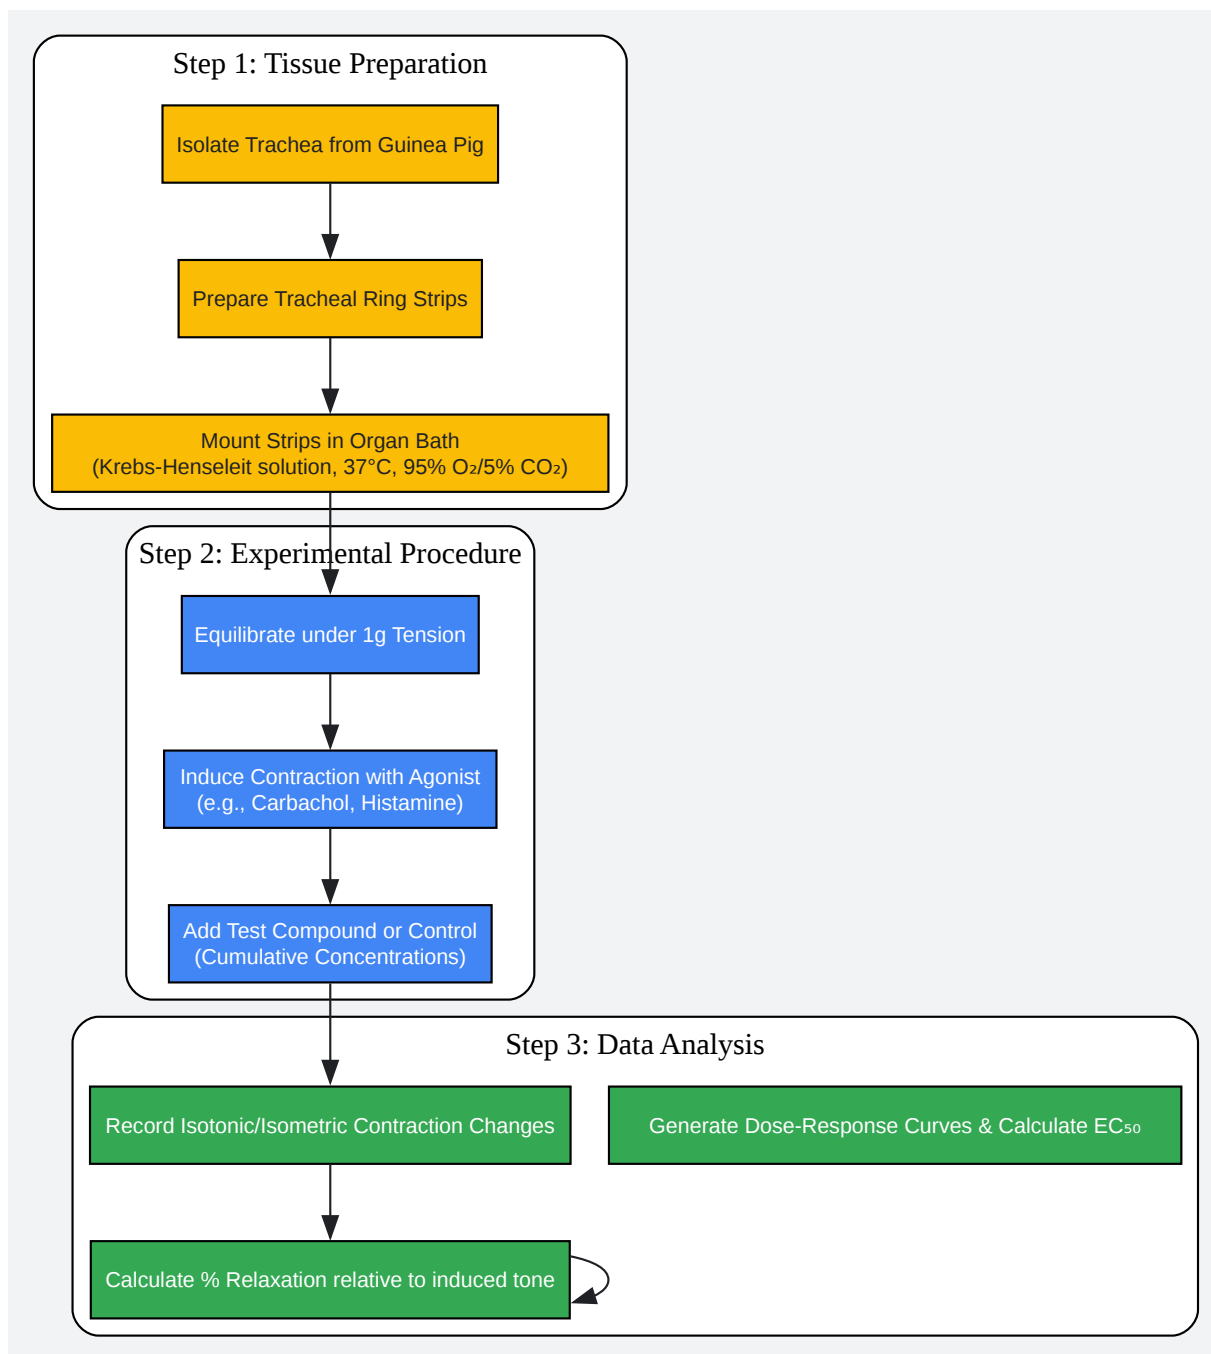 Step 1: Tissue Preparation
Isolate Trachea from Guinea Pig
Prepare Tracheal Ring Strips
Mount Strips in Organ Bath
(Krebs-Henseleit solution, 37°C, 95% O₂/5% CO₂)
Step 2: Experimental Procedure
Equilibrate under 1g Tension
Induce Contraction with Agonist
(e.g., Carbachol, Histamine)
Add Test Compound or Control
(Cumulative Concentrations)
Step 3: Data Analysis
Record Isotonic/Isometric Contraction Changes
Generate Dose-Response Curves & Calculate EC₅₀
Calculate % Relaxation relative to induced tone